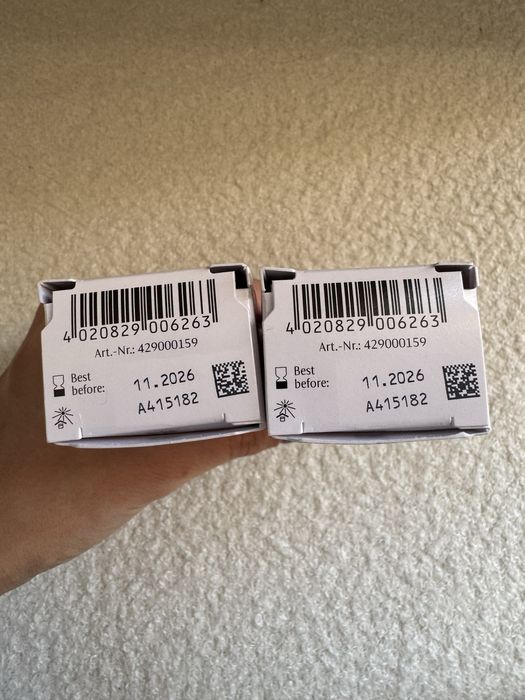 4 020829 006263
Art.-Nr.: 429000159
Best
before:
11.2026
A415182
4 020829 006263
Art.-Nr.: 429000159
Best
before:
11.2026
A415182